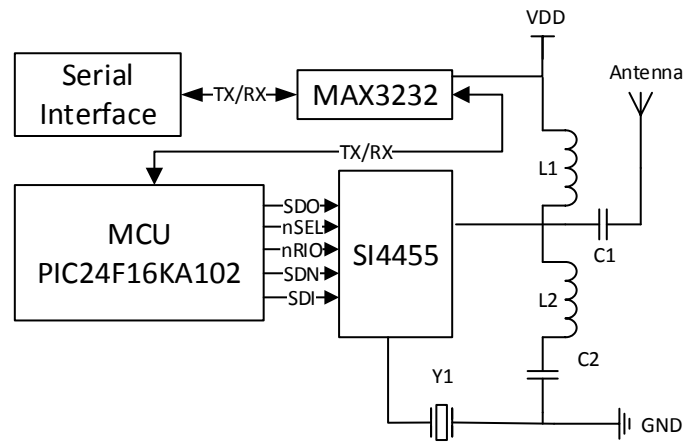 VDD
Serial
Interface
TX/RX
MAX3232
Antenna
TX/RX
L1
MCU
PIC24F16KA102
SDO
nSEL
nRIO
SDN
SDI
SI4455
C1
L2
C2
Y1
GND